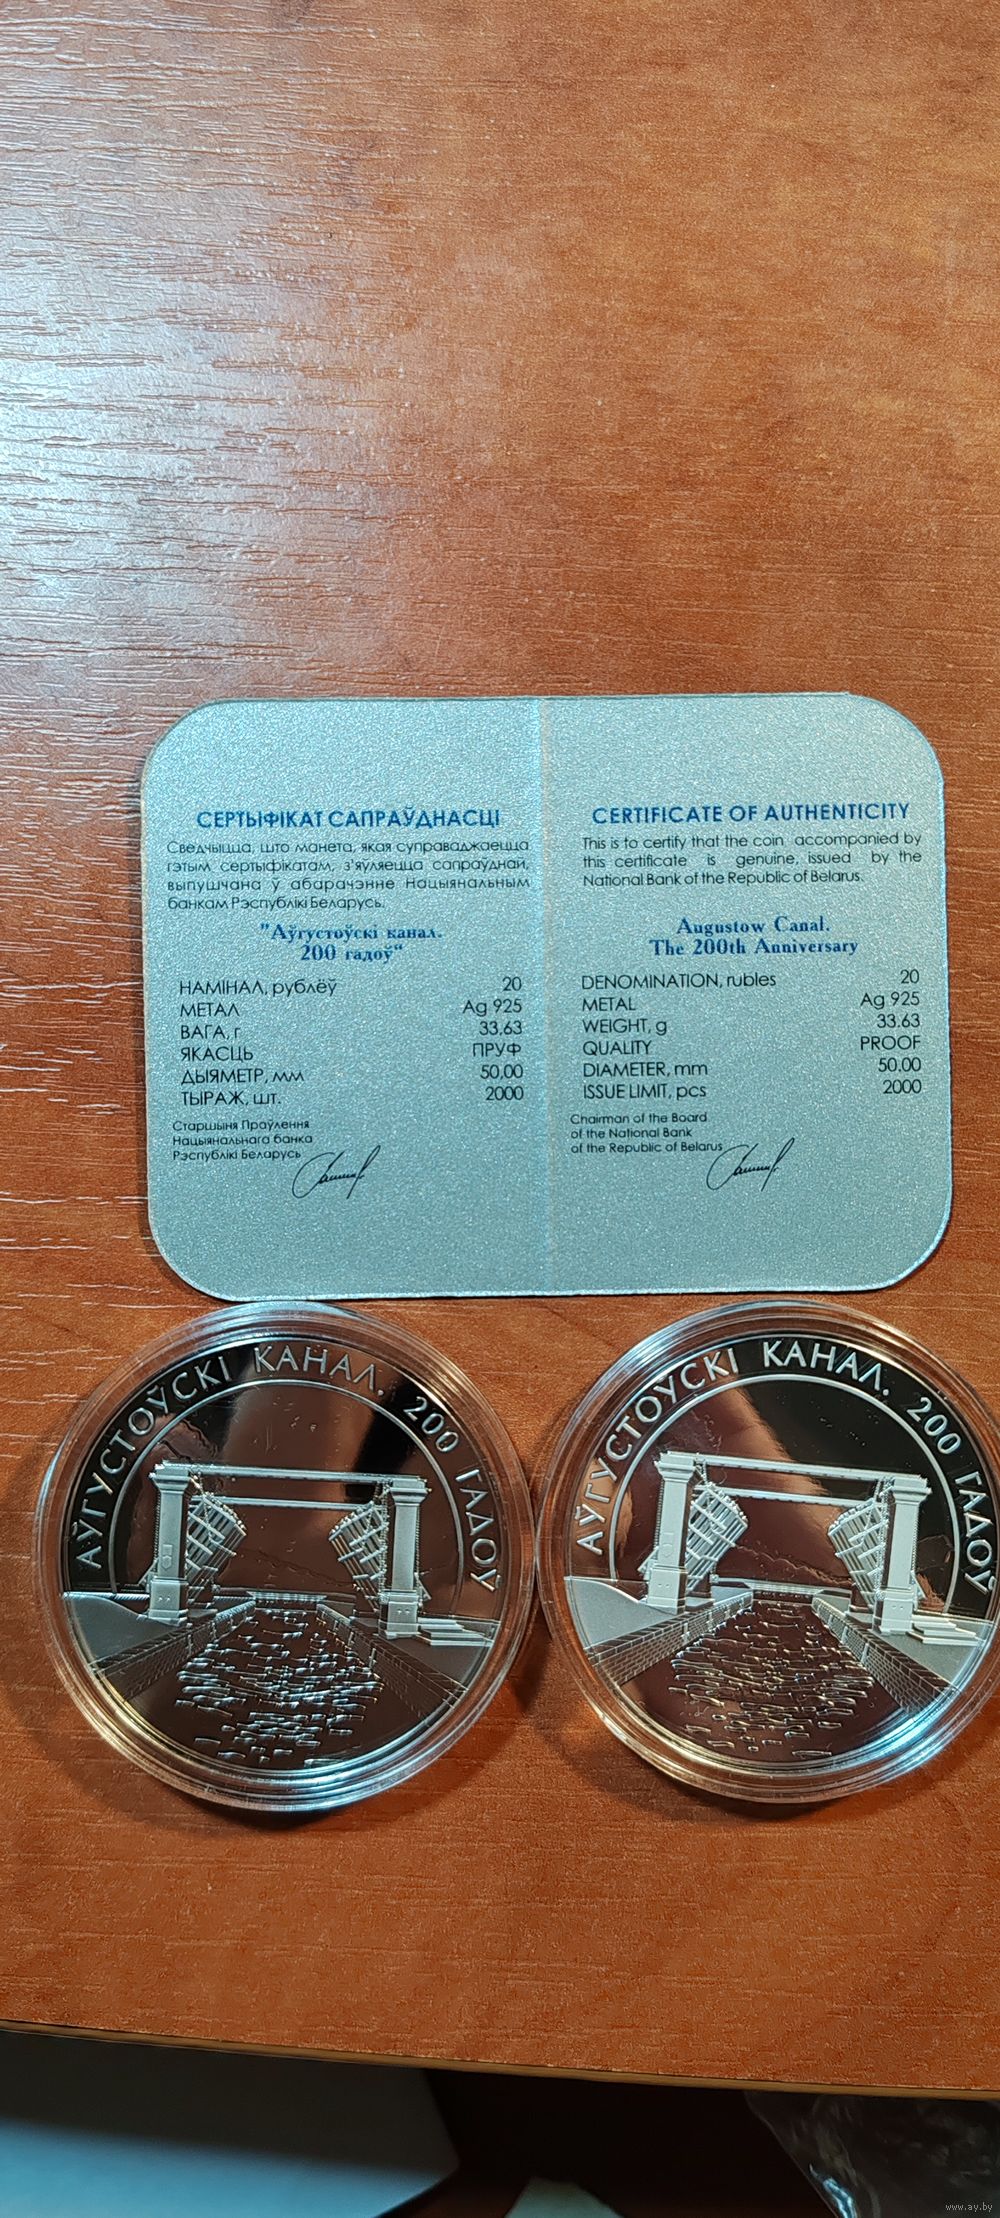 СЕРТЫФІКАТ САПРАЎДНАСЦІ
Сведчыцца, што манета, якая суправаджаецца
гэтым сертыфікатам, з'яўляецца сапраўднай,
выпушчана ў абарачэнне Нацыянальным
банкам Рэспублікі Беларусь.
"Аўгустоўскі канал.
200 гадоў"
НАМІНАЛ, рублёў 20
МЕТАЛ Ag 925
ВАГА, г 33,63
ЯКАСЦЬ ПРУФ
ДЫЯМЕТР, мм 50,00
ТЫРАЖ, шт. 2000
Старшыня Праўлення
Нацыянальнага банка
Рэспублікі Беларусь
CERTIFICATE OF AUTHENTICITY
This is to certify that the coin accompanied by
this certificate is genuine, issued by the
National Bank of the Republic of Belarus.
Augustow Canal.
The 200th Anniversary
DENOMINATION, rubles 20
METAL Ag 925
WEIGHT, g 33.63
QUALITY PROOF
DIAMETER, mm 50.00
ISSUE LIMIT, pcs 2000
Chairman of the Board
of the National Bank
of the Republic of Belarus
АЎГУСТОЎСКІ КАНАЛ. 200 ГАДОЎ
АЎГУСТОЎСКІ КАНАЛ. 200 ГАДОЎ
www.ay.by